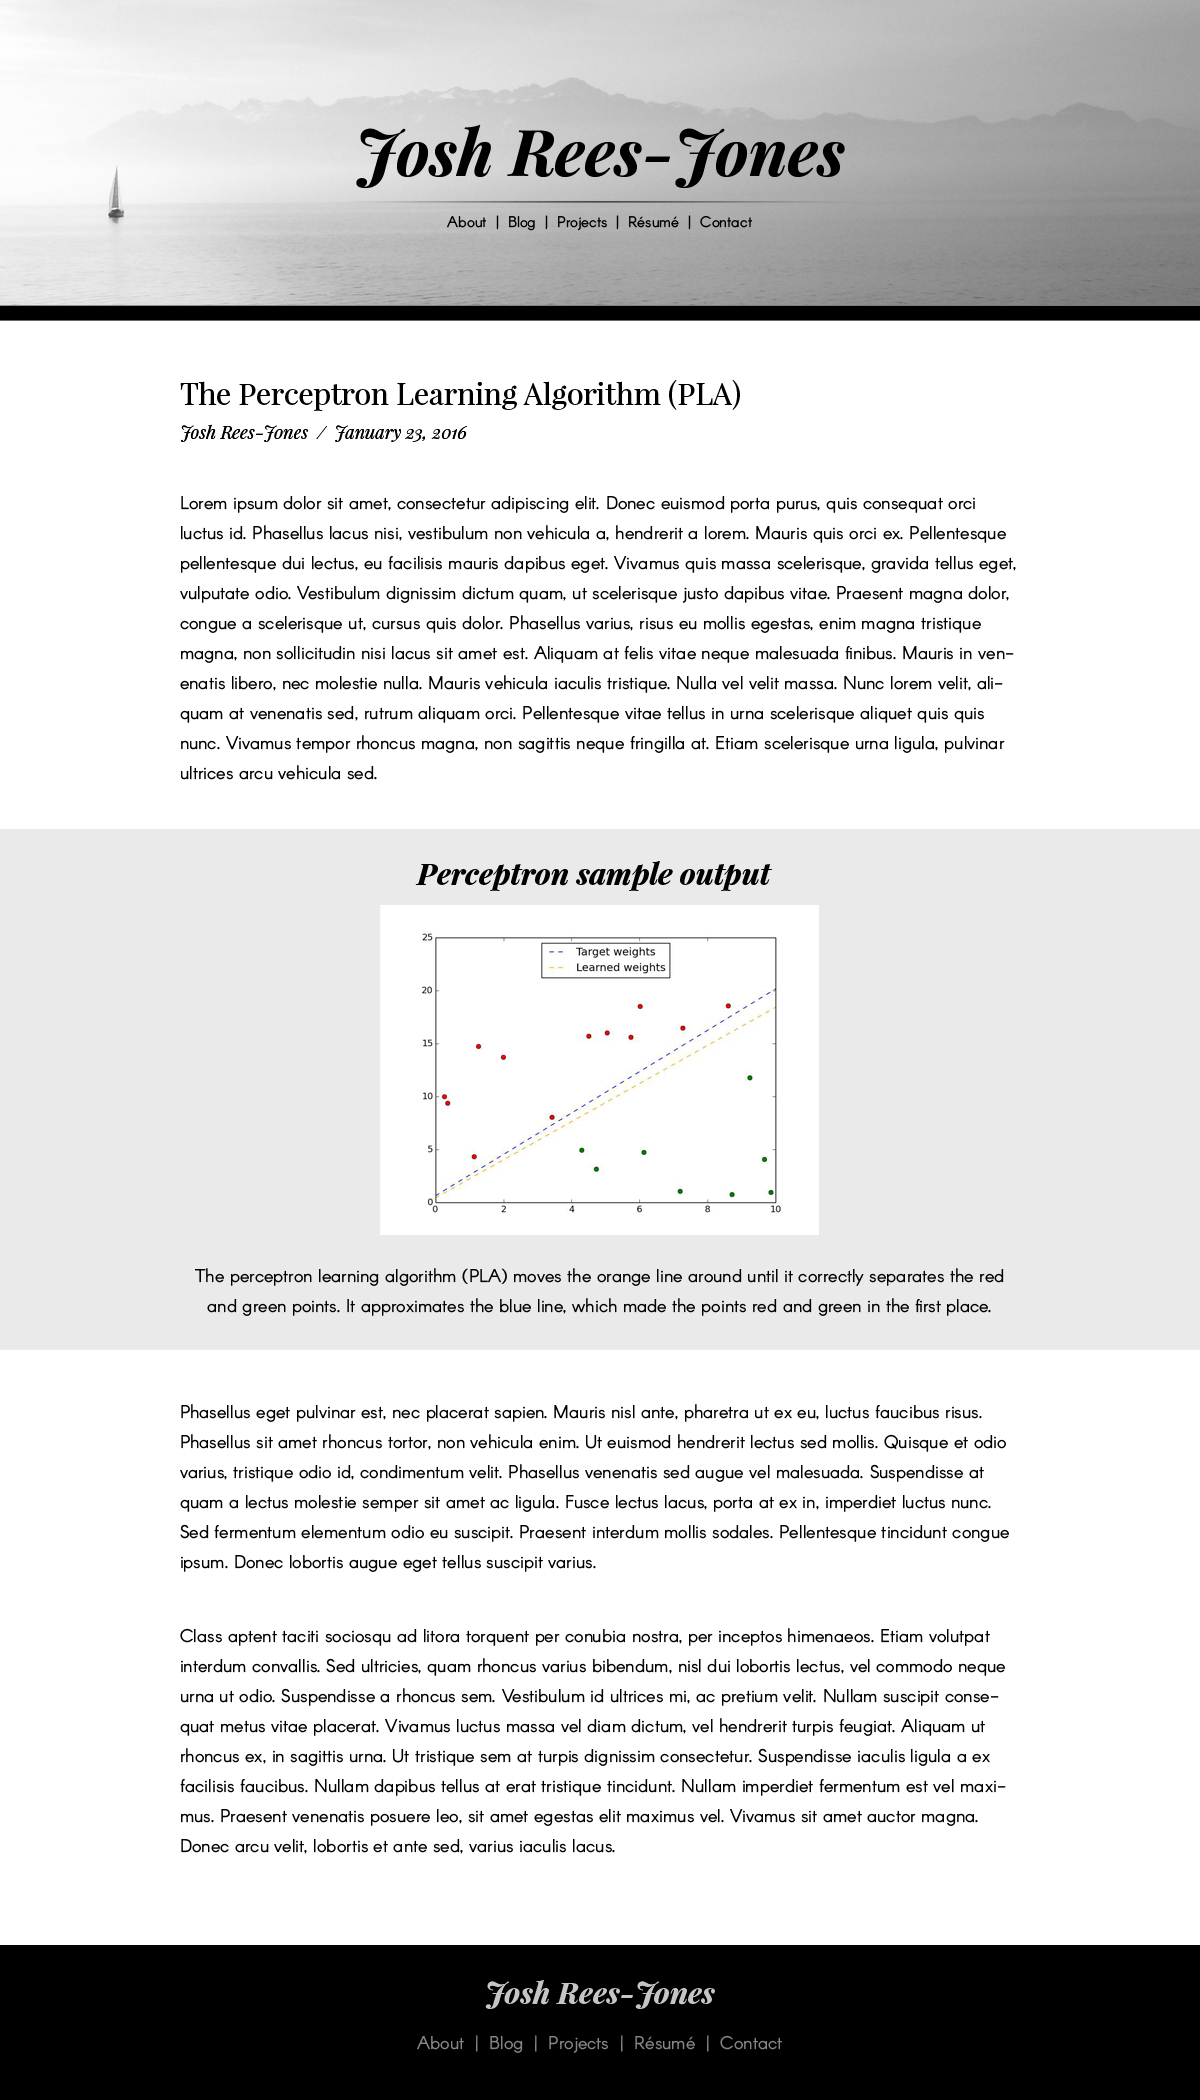 Josh Rees-Jones
About | Blog | Projects | Résumé | Contact
The Perceptron Learning Algorithm (PLA)
Josh Rees-Jones / January 23, 2016
Lorem ipsum dolor sit amet, consectetur adipiscing elit. Donec euismod porta purus, quis consequat orci
luctus id. Phasellus lacus nisi, vestibulum non vehicula a, hendrerit a lorem. Mauris quis orci ex. Pellentesque
pellentesque dui lectus, eu facilisis mauris dapibus eget. Vivamus quis massa scelerisque, gravida tellus eget,
vulputate odio. Vestibulum dignissim dictum quam, ut scelerisque justo dapibus vitae. Praesent magna dolor,
congue a scelerisque ut, cursus quis dolor. Phasellus varius, risus eu mollis egestas, enim magna tristique
magna, non sollicitudin nisi lacus sit amet est. Aliquam at felis vitae neque malesuada finibus. Mauris in ven-
enatis libero, nec molestie nulla. Mauris vehicula iaculis tristique. Nulla vel velit massa. Nunc lorem velit, ali-
quam at venenatis sed, rutrum aliquam orci. Pellentesque vitae tellus in urna scelerisque aliquet quis quis
nunc. Vivamus tempor rhoncus magna, non sagittis neque fringilla at. Etiam scelerisque urna ligula, pulvinar
ultrices arcu vehicula sed.
Perceptron sample output
25
Target weights
Learned weights
20
15
10
5
0
0 2 4 6 8 10
The perceptron learning algorithm (PLA) moves the orange line around until it correctly separates the red
and green points. It approximates the blue line, which made the points red and green in the first place.
Phasellus eget pulvinar est, nec placerat sapien. Mauris nisl ante, pharetra ut ex eu, luctus faucibus risus.
Phasellus sit amet rhoncus tortor, non vehicula enim. Ut euismod hendrerit lectus sed mollis. Quisque et odio
varius, tristique odio id, condimentum velit. Phasellus venenatis sed augue vel malesuada. Suspendisse at
quam a lectus molestie semper sit amet ac ligula. Fusce lectus lacus, porta at ex in, imperdiet luctus nunc.
Sed fermentum elementum odio eu suscipit. Praesent interdum mollis sodales. Pellentesque tincidunt congue
ipsum. Donec lobortis augue eget tellus suscipit varius.
Class aptent taciti sociosqu ad litora torquent per conubia nostra, per inceptos himenaeos. Etiam volutpat
interdum convallis. Sed ultricies, quam rhoncus varius bibendum, nisl dui lobortis lectus, vel commodo neque
urna ut odio. Suspendisse a rhoncus sem. Vestibulum id ultrices mi, ac pretium velit. Nullam suscipit conse-
quat metus vitae placerat. Vivamus luctus massa vel diam dictum, vel hendrerit turpis feugiat. Aliquam ut
rhoncus ex, in sagittis urna. Ut tristique sem at turpis dignissim consectetur. Suspendisse iaculis ligula a ex
facilisis faucibus. Nullam dapibus tellus at erat tristique tincidunt. Nullam imperdiet fermentum est vel maxi-
mus. Praesent venenatis posuere leo, sit amet egestas elit maximus vel. Vivamus sit amet auctor magna.
Donec arcu velit, lobortis et ante sed, varius iaculis lacus.
Josh Rees-Jones
About | Blog | Projects | Résumé | Contact